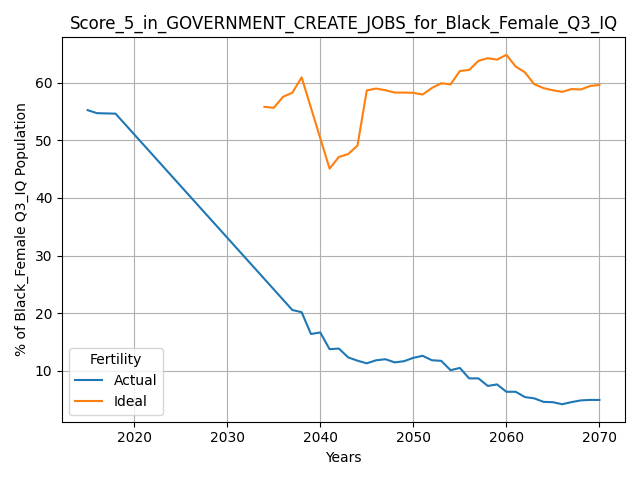 Score_5_in_GOVERNMENT_CREATE_JOBS_for_Black_Female_Q3_IQ
% of Black_Female Q3_IQ Population
60
50
40
30
20
10
Fertility
Actual
Ideal
2020 2030 2040 2050 2060 2070
Years